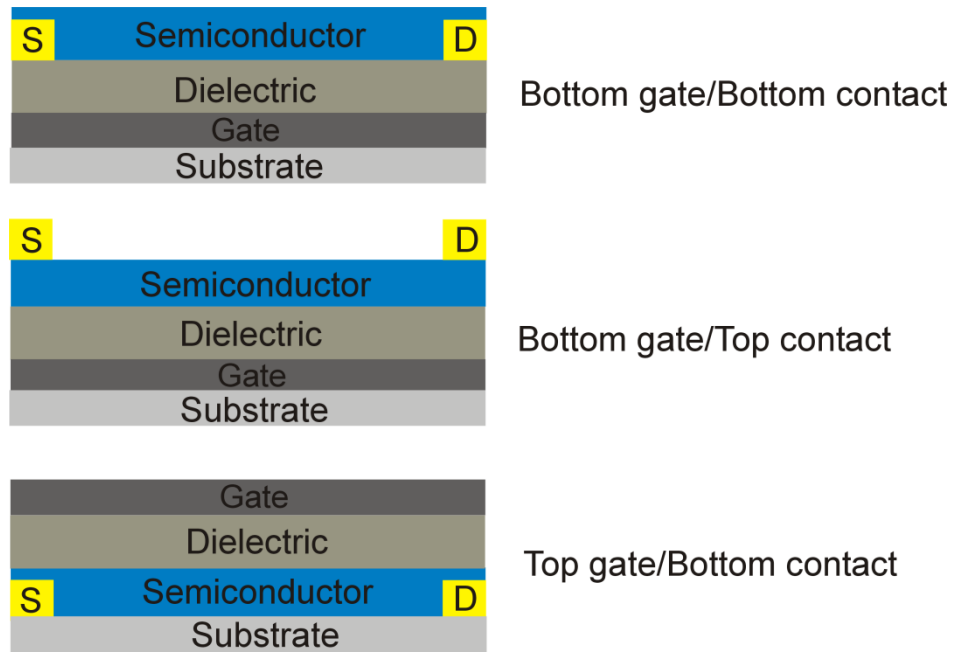 S Semiconductor D
Dielectric
Gate
Substrate
Bottom gate/Bottom contact
S D
Semiconductor
Dielectric
Gate
Substrate
Bottom gate/Top contact
Gate
Dielectric
S Semiconductor D
Substrate
Top gate/Bottom contact